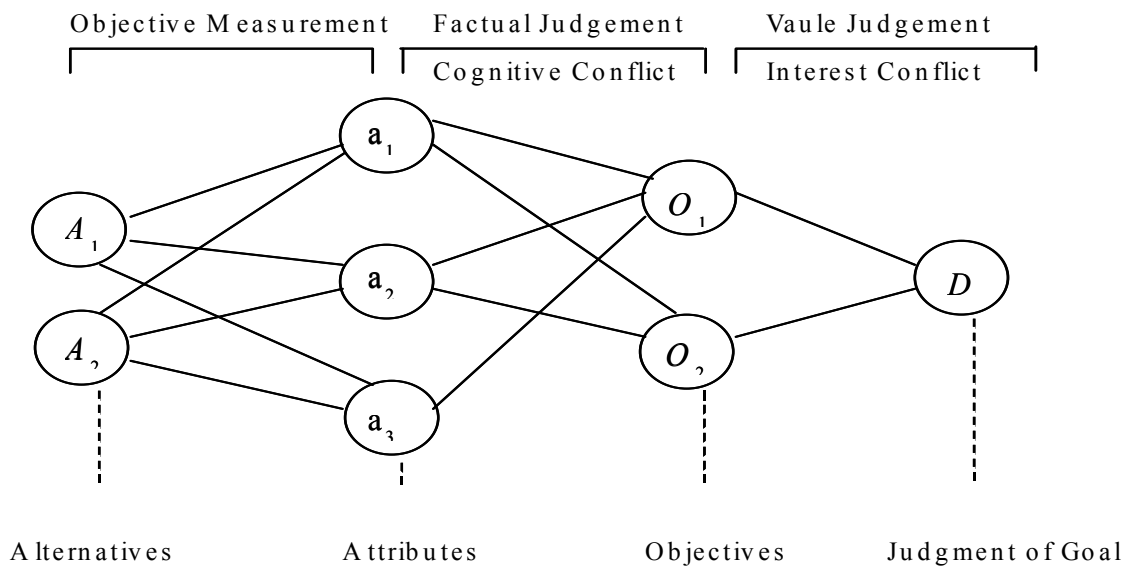 Objective Measurement Factual Judgement Vaule Judgement
Cognitive Conflict Interest Conflict
a₁
O₁
A₁
a₂
D
A₂
O₂
a₃
Alternatives Attributes Objectives Judgment of Goal